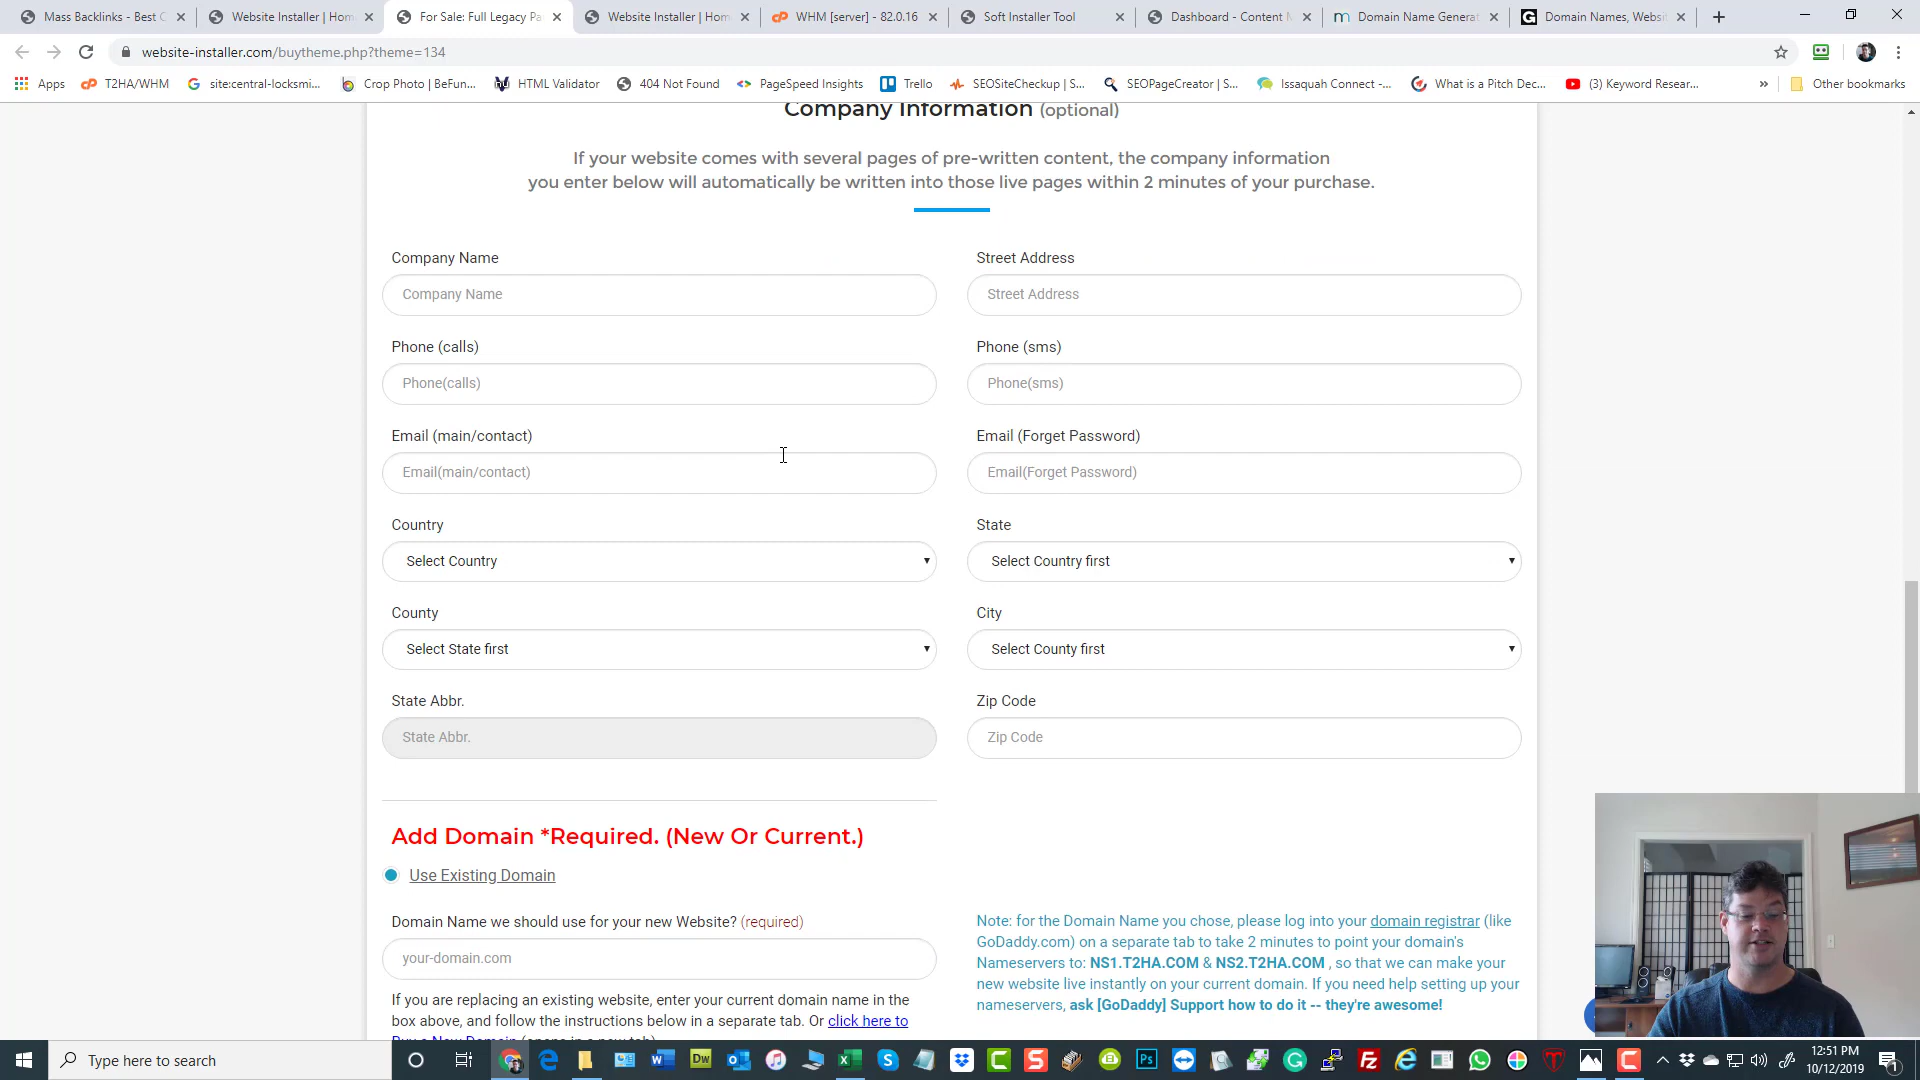 Mass Backlinks - Best C
Website Installer | Hom
For Sale: Full Legacy Pa
Website Installer | Hom
WHM [server] - 82.0.16
Soft Installer Tool
Dashboard - Content M
Domain Name Generat
Domain Names, Websit
website-installer.com/buytheme.php?theme=134
Apps
T2HA/WHM
site:central-locksmi...
Crop Photo | BeFun...
HTML Validator
404 Not Found
PageSpeed Insights
Trello
SEOSiteCheckup | S...
SEOPageCreator | S...
Issaquah Connect -...
What is a Pitch Dec...
(3) Keyword Resear...
Other bookmarks
Company Information (optional)
If your website comes with several pages of pre-written content, the company information
you enter below will automatically be written into those live pages within 2 minutes of your purchase.
Company Name
Street Address
Company Name
Street Address
Phone (calls)
Phone (sms)
Phone(calls)
Phone(sms)
Email (main/contact)
Email (Forget Password)
Email(main/contact)
Email(Forget Password)
Country
State
Select Country
Select Country first
County
City
Select State first
Select County first
State Abbr.
Zip Code
State Abbr.
Zip Code
Add Domain *Required. (New Or Current.)
Use Existing Domain
Domain Name we should use for your new Website? (required)
your-domain.com
If you are replacing an existing website, enter your current domain name in the
box above, and follow the instructions below in a separate tab. Or click here to
Buy a New Domain (opens in a new tab)
Note: for the Domain Name you chose, please log into your domain registrar (like
GoDaddy.com) on a separate tab to take 2 minutes to point your domain's
Nameservers to: NS1.T2HA.COM & NS2.T2HA.COM , so that we can make your
new website live instantly on your current domain. If you need help setting up your
nameservers, ask [GoDaddy] Support how to do it -- they're awesome!
Type here to search
12:51 PM
10/12/2019